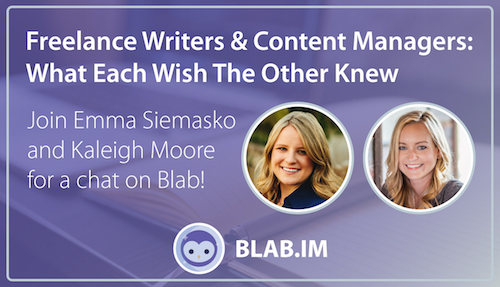 Freelance Writers & Content Managers:
What Each Wish The Other Knew
Join Emma Siemasko
and Kaleigh Moore
for a chat on Blab!
BLAB.IM